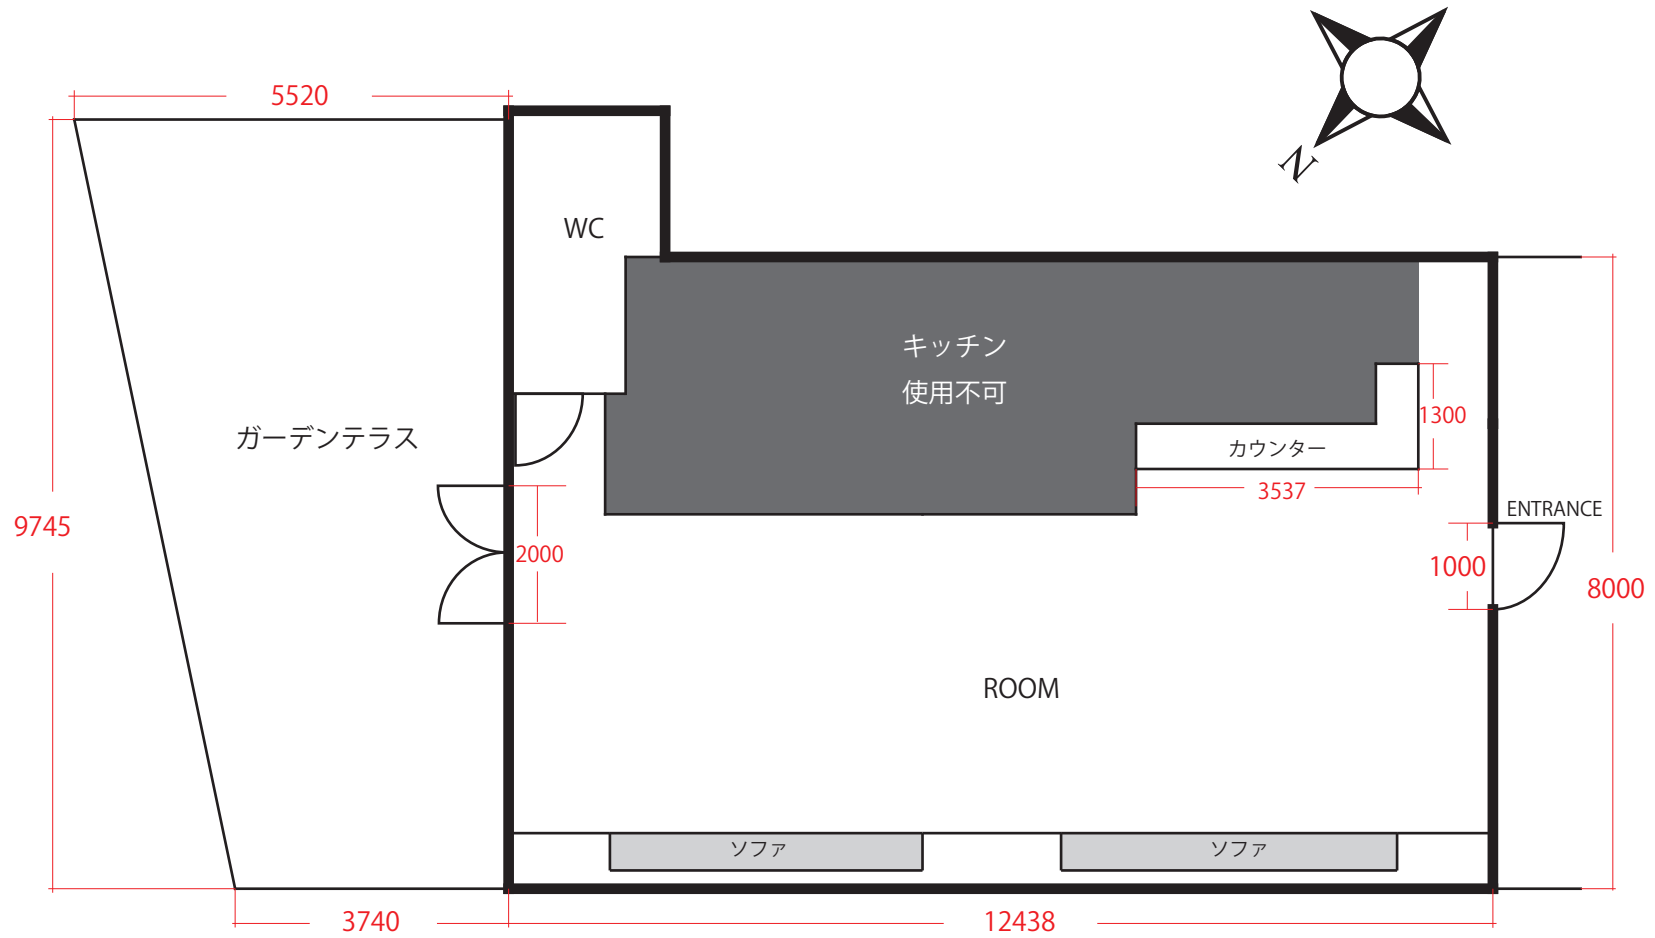 5520
N
WC
キッチン
使用不可
1300
ガーデンテラス
カウンター
3537
ENTRANCE
9745
2000
1000
8000
ROOM
ソファ
ソファ
3740
12438